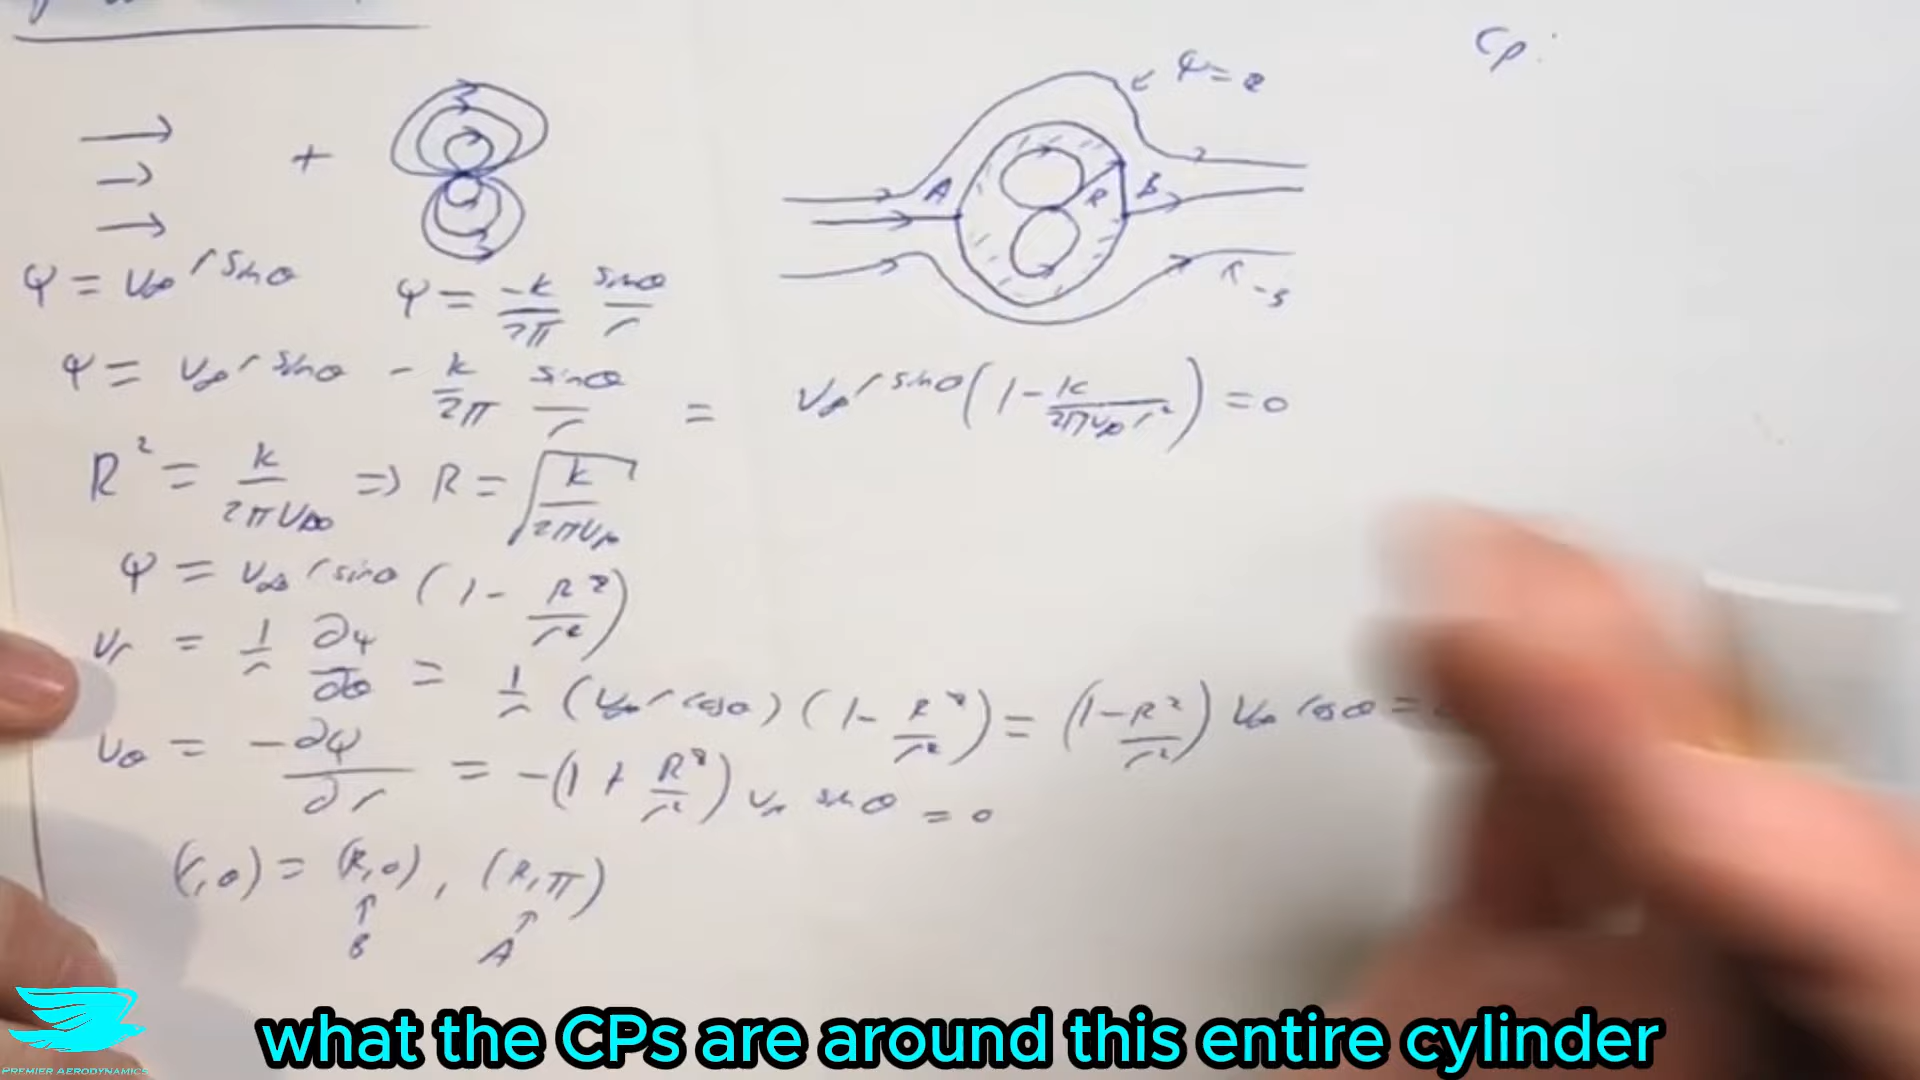 Cp:
+
Ψ = 2
A R B
Ψ = V∞ r sinθ
Ψ = -k/2π sinθ/r
-5
Ψ = V∞ r sinθ - k/2π sinθ/r = V∞ r sinθ (1 - k/2πV∞r²) = 0
R² = k/2πV∞ => R = √k/2πV∞
Ψ = V∞ r sinθ (1 - R²/r²)
Vr = 1/r ∂Ψ/∂θ = 1/r (V∞ r cosθ) (1 - R²/r²) = (1 - R²/r²) V∞ cosθ =
Vθ = -∂Ψ/∂r = -(1 + R²/r²) V∞ sinθ = 0
(r,θ) = (R,0), (R,π)
↑ ↑
B A
what the CPs are around this entire cylinder
PREMIER AERODYNAMICS